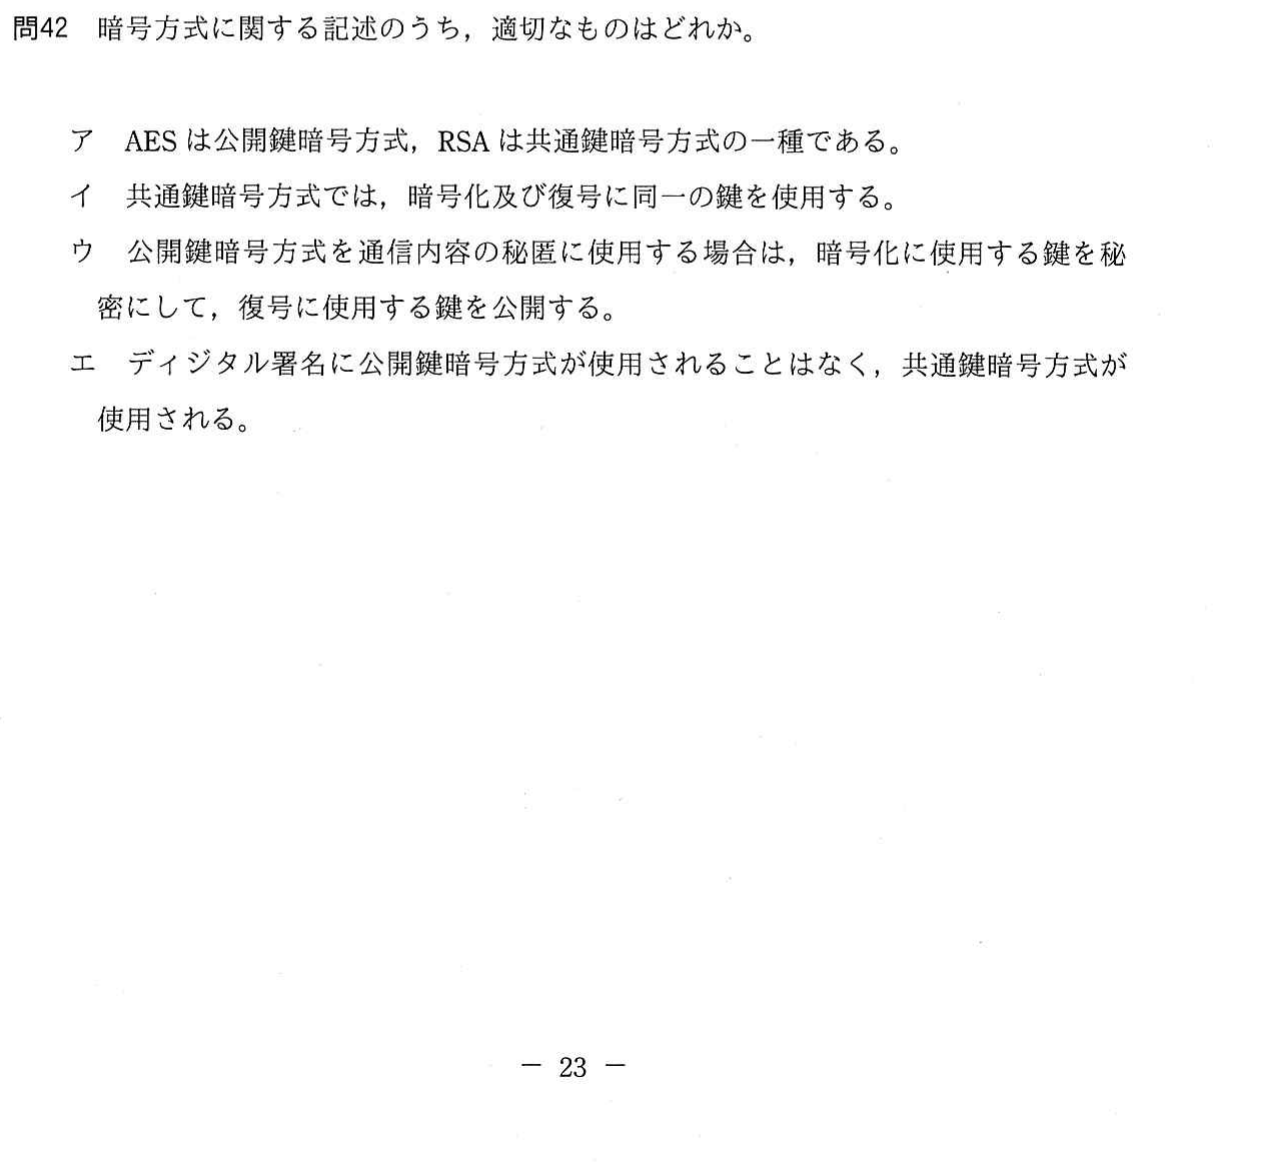 問42　暗号方式に関する記述のうち，適切なものはどれか。
ア　AES は公開鍵暗号方式，RSA は共通鍵暗号方式の一種である。
イ　共通鍵暗号方式では，暗号化及び復号に同一の鍵を使用する。
ウ　公開鍵暗号方式を通信内容の秘匿に使用する場合は，暗号化に使用する鍵を秘
密にして，復号に使用する鍵を公開する。
エ　ディジタル署名に公開鍵暗号方式が使用されることはなく，共通鍵暗号方式が
使用される。
－ 23 －